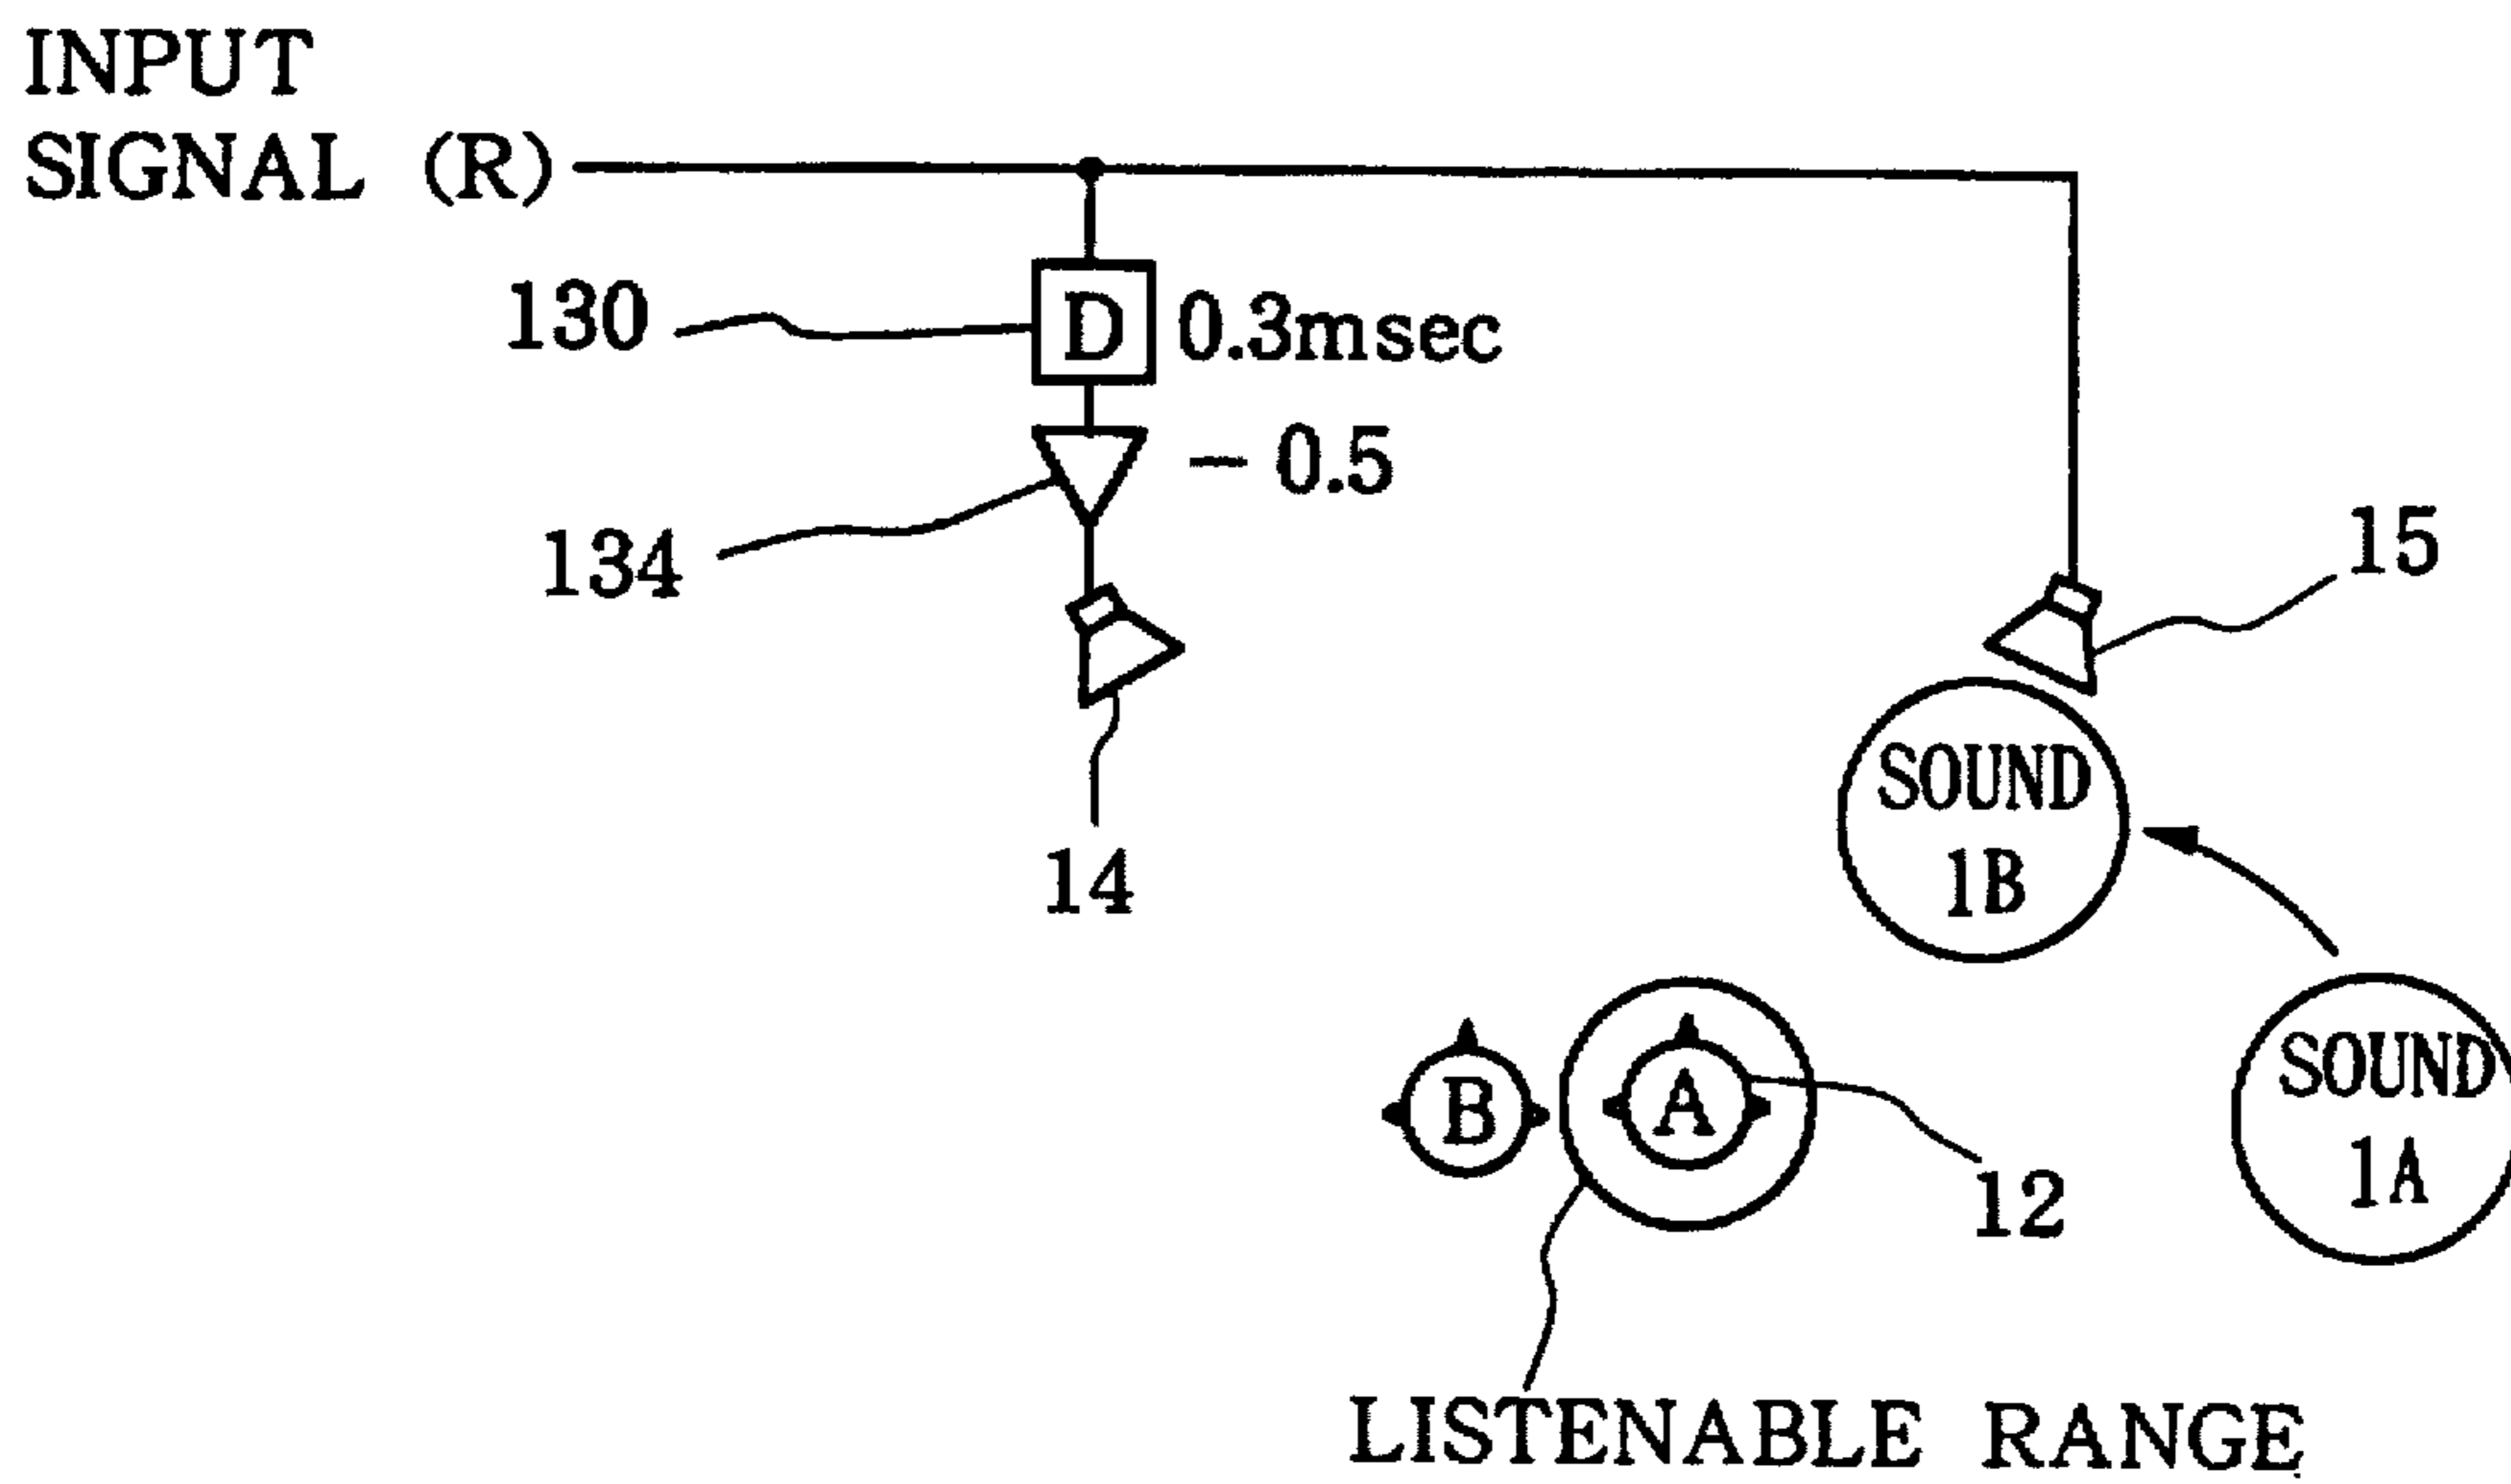 INPUT
SIGNAL (R)
130
D
0.3msec
- 0.5
134
15
14
SOUND
1B
SOUND
1A
B
A
12
LISTENABLE RANGE